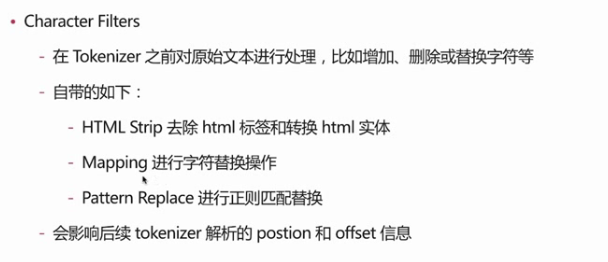 • Character Filters
- 在 Tokenizer 之前对原始文本进行处理，比如增加、删除或替换字符等
- 自带的如下：
- HTML Strip 去除 html 标签和转换 html 实体
- Mapping 进行字符替换操作
- Pattern Replace 进行正则匹配替换
- 会影响后续 tokenizer 解析的 postion 和 offset 信息